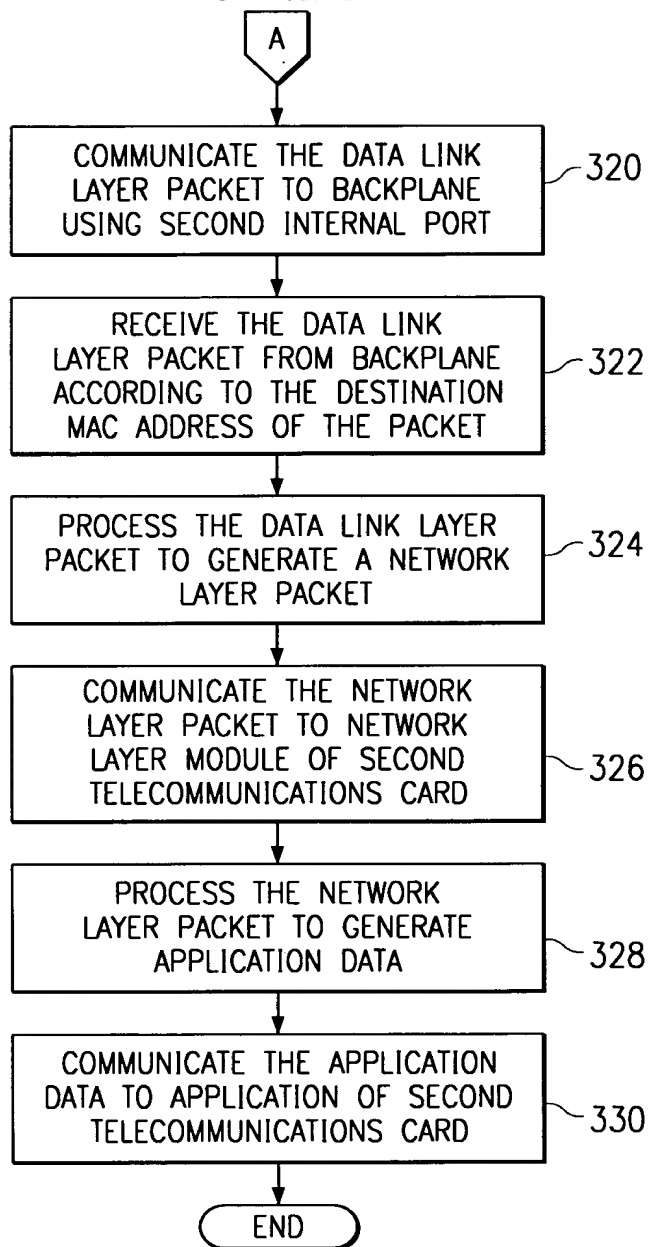 A
COMMUNICATE THE DATA LINK
LAYER PACKET TO BACKPLANE
USING SECOND INTERNAL PORT
320
RECEIVE THE DATA LINK
LAYER PACKET FROM BACKPLANE
ACCORDING TO THE DESTINATION
MAC ADDRESS OF THE PACKET
322
PROCESS THE DATA LINK LAYER
PACKET TO GENERATE A NETWORK
LAYER PACKET
324
COMMUNICATE THE NETWORK
LAYER PACKET TO NETWORK
LAYER MODULE OF SECOND
TELECOMMUNICATIONS CARD
326
PROCESS THE NETWORK
LAYER PACKET TO GENERATE
APPLICATION DATA
328
COMMUNICATE THE APPLICATION
DATA TO APPLICATION OF SECOND
TELECOMMUNICATIONS CARD
330
END